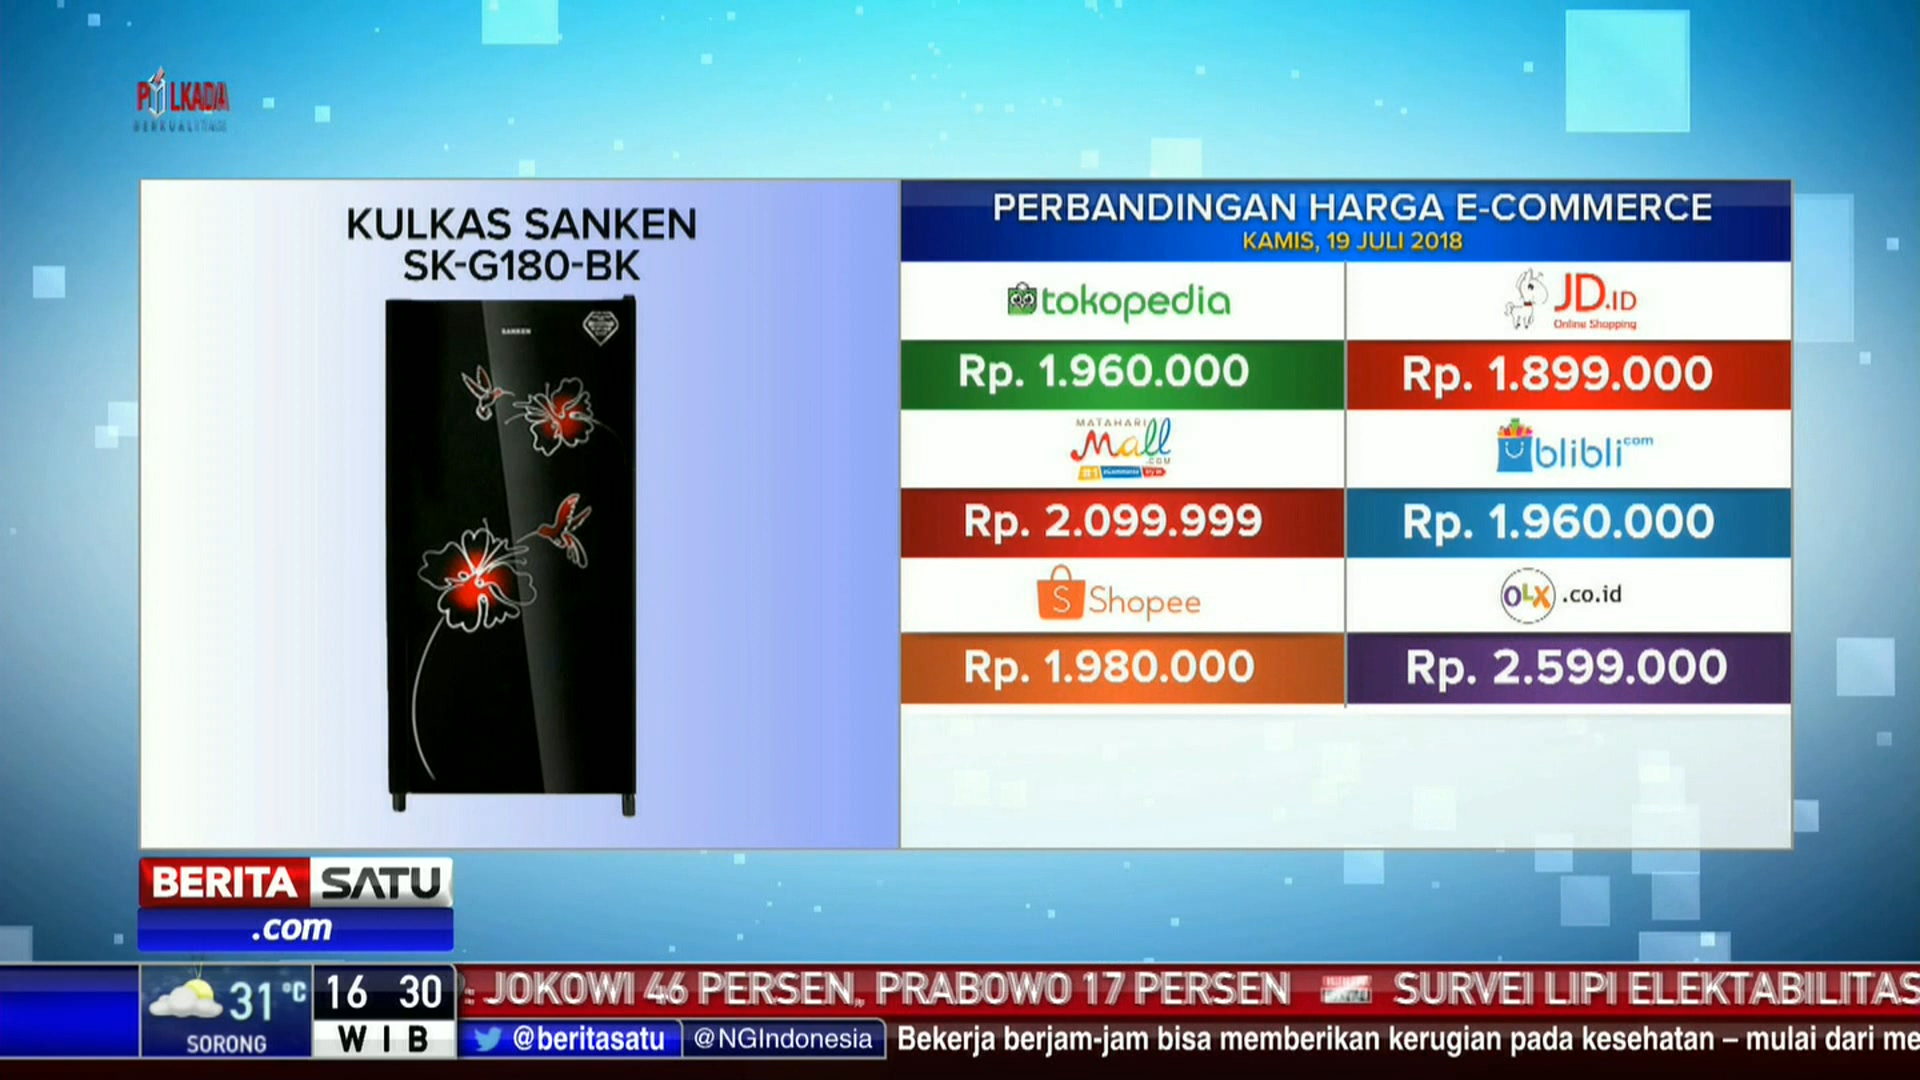 PILKADA
BERKUALITAS
KULKAS SANKEN
SK-G180-BK
SANKEN
PERBANDINGAN HARGA E-COMMERCE
KAMIS, 19 JULI 2018
tokopedia
JD.ID
Online Shopping
Rp. 1.960.000
Rp. 1.899.000
MATAHARI
Mall
.COM
#1
blibli.com
Rp. 2.099.999
Rp. 1.960.000
Shopee
OLX.co.id
Rp. 1.980.000
Rp. 2.599.000
BERITA SATU
.com
31°C
SORONG
16 30
WIB
JOKOWI 46 PERSEN, PRABOWO 17 PERSEN
SURVEI LIPI ELEKTABILITAS
@beritasatu
@NGIndonesia
Bekerja berjam-jam bisa memberikan kerugian pada kesehatan – mulai dari me